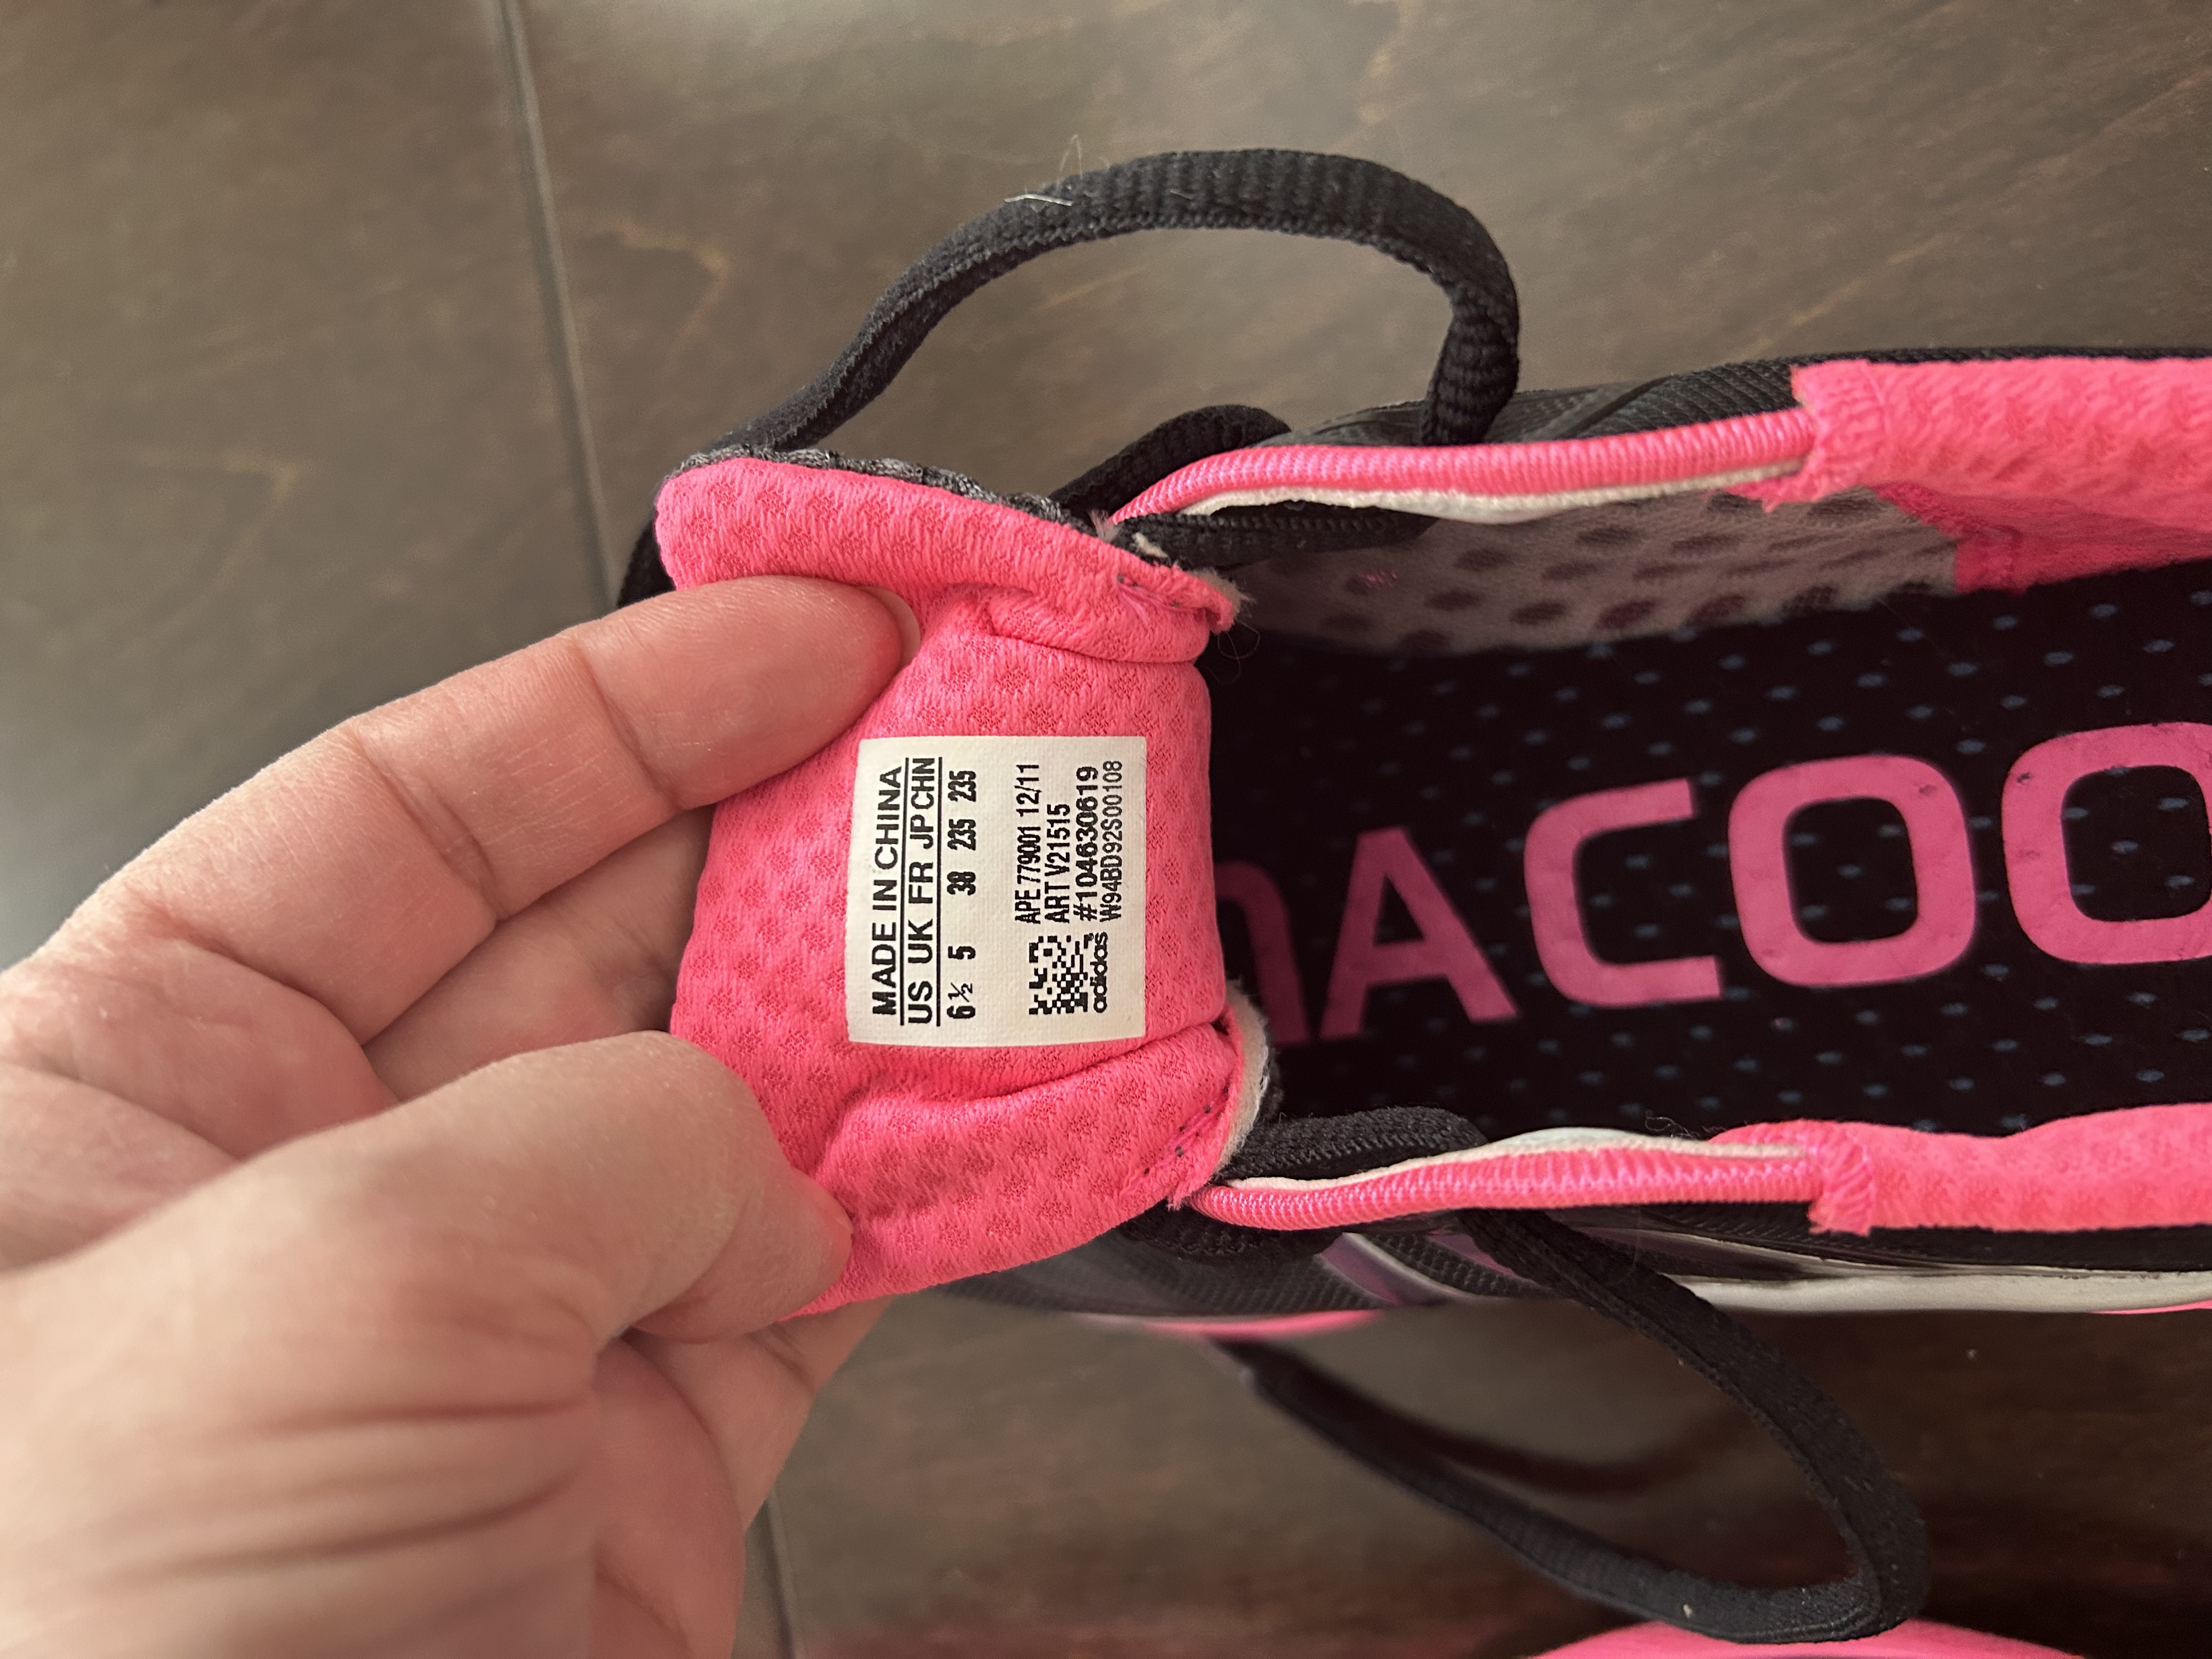 MADE IN CHINA
US UK FR JP CHN
6½ 5 38 235 235
APE 779001 12/11
ART V21515
#104630619
adidas W94BD92S00108
ACOO